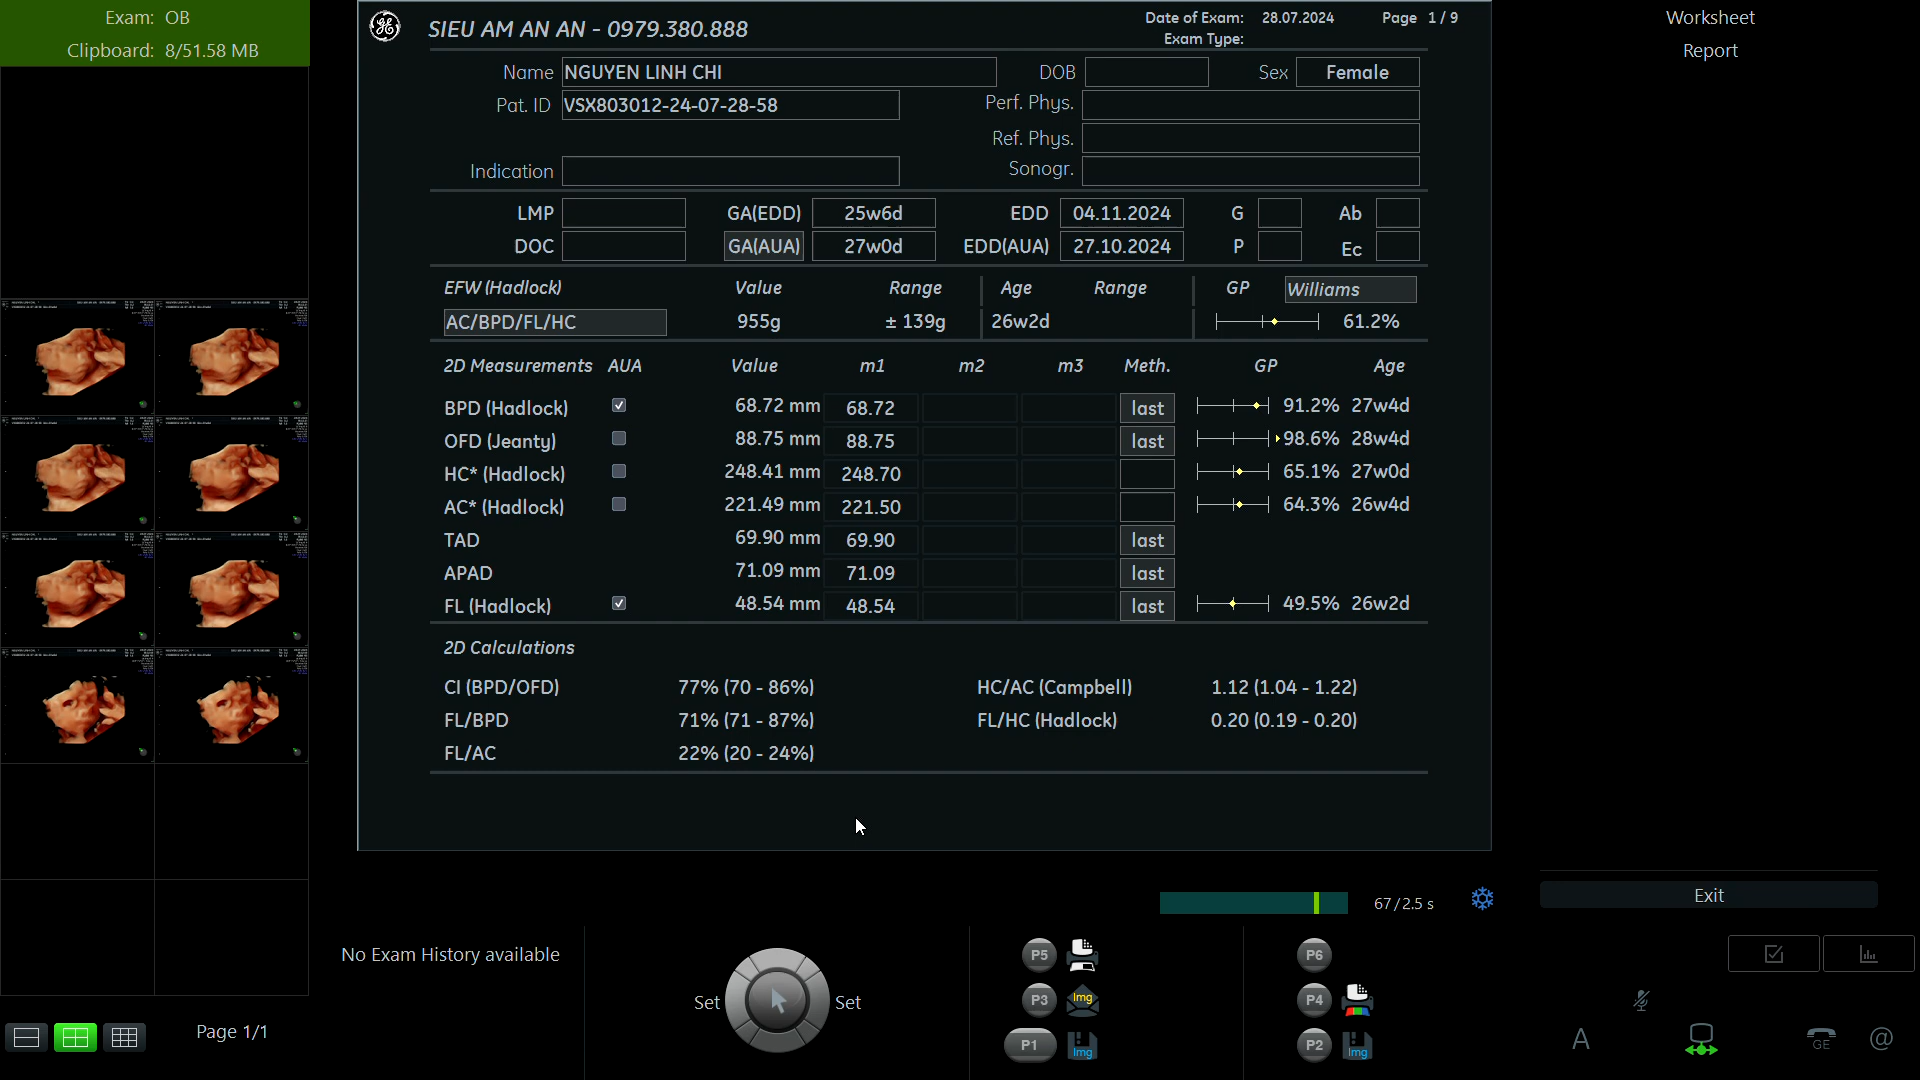 Exam: OB
Clipboard: 8/51.58 MB
SIEU AM AN AN - 0979.380.888
Date of Exam: 28.07.2024 Page 1 / 9
Exam Type:
Name NGUYEN LINH CHI DOB Sex Female
Pat. ID VSX803012-24-07-28-58 Perf. Phys.
Ref. Phys.
Indication Sonogr.
LMP GA(EDD) 25w6d EDD 04.11.2024 G Ab
DOC GA(AUA) 27w0d EDD(AUA) 27.10.2024 P Ec
EFW (Hadlock) Value Range Age Range GP Williams
AC/BPD/FL/HC 955g ± 139g 26w2d 61.2%
2D Measurements AUA Value m1 m2 m3 Meth. GP Age
BPD (Hadlock) 68.72 mm 68.72 last 91.2% 27w4d
OFD (Jeanty) 88.75 mm 88.75 last 98.6% 28w4d
HC* (Hadlock) 248.41 mm 248.70 65.1% 27w0d
AC* (Hadlock) 221.49 mm 221.50 64.3% 26w4d
TAD 69.90 mm 69.90 last
APAD 71.09 mm 71.09 last
FL (Hadlock) 48.54 mm 48.54 last 49.5% 26w2d
2D Calculations
CI (BPD/OFD) 77% (70 - 86%) HC/AC (Campbell) 1.12 (1.04 - 1.22)
FL/BPD 71% (71 - 87%) FL/HC (Hadlock) 0.20 (0.19 - 0.20)
FL/AC 22% (20 - 24%)
Worksheet
Report
67 / 2.5 s
Exit
No Exam History available
Set Set
P5 P6
P3 Img P4
P1 Img P2 Img
Page 1/1
A GE @